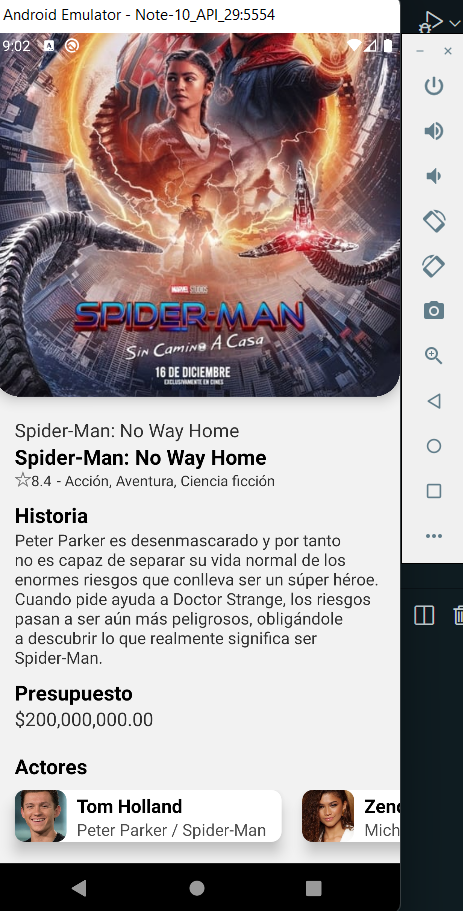 Android Emulator - Note-10_API_29:5554
9:02
MARVEL STUDIOS
SPIDER-MAN
SIN CAMINO A CASA
16 DE DICIEMBRE
EXCLUSIVAMENTE EN CINES
Spider-Man: No Way Home
Spider-Man: No Way Home
☆8.4 - Acción, Aventura, Ciencia ficción
Historia
Peter Parker es desenmascarado y por tanto
no es capaz de separar su vida normal de los
enormes riesgos que conlleva ser un súper héroe.
Cuando pide ayuda a Doctor Strange, los riesgos
pasan a ser aún más peligrosos, obligándole
a descubrir lo que realmente significa ser
Spider-Man.
Presupuesto
$200,000,000.00
Actores
Tom Holland
Peter Parker / Spider-Man
Zen
Mich